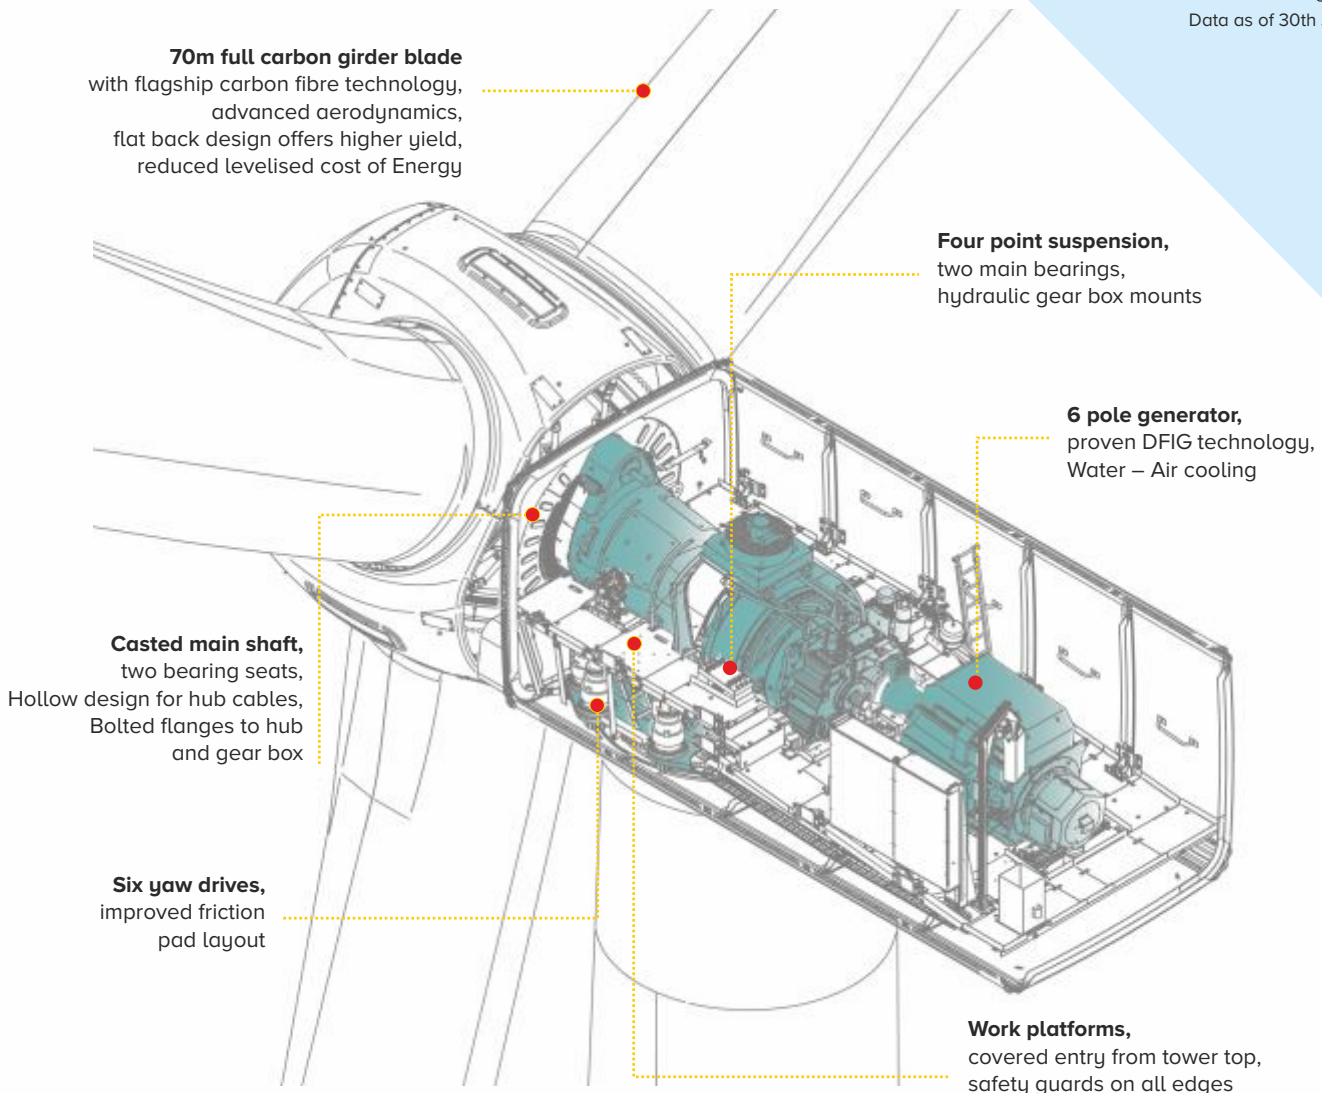 Data as of 30th
70m full carbon girder blade
with flagship carbon fibre technology,
advanced aerodynamics,
flat back design offers higher yield,
reduced levelised cost of Energy
Four point suspension,
two main bearings,
hydraulic gear box mounts
6 pole generator,
proven DFIG technology,
Water – Air cooling
Casted main shaft,
two bearing seats,
Hollow design for hub cables,
Bolted flanges to hub
and gear box
Six yaw drives,
improved friction
pad layout
Work platforms,
covered entry from tower top,
safety guards on all edges